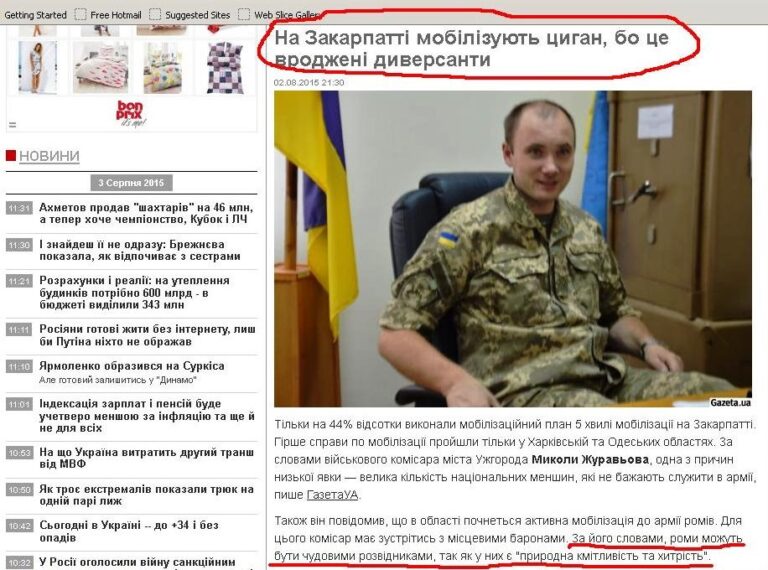 Getting Started
Free Hotmail
Suggested Sites
Web Slice Gallery
bon
prix
it's me!
НОВИНИ
3 Серпня 2015
11:31 Ахметов продав "шахтарів" на 46 млн,
а тепер хоче чемпіонство, Кубок і ЛЧ
11:30 І знайдеш її не одразу: Брежнєва
показала, як відпочиває з сестрами
11:21 Розрахунки і реалії: на утеплення
будинків потрібно 600 млрд - в
бюджеті виділили 343 млн
11:11 Росіяни готові жити без інтернету, лиш
би Путіна ніхто не ображав
11:10 Ярмоленко образився на Суркіса
Але готовий залишитись у "Динамо"
11:01 Індексація зарплат і пенсій буде
учетверо меншою за інфляцію та ще й
не для всіх
10:53 На що Україна витратить другий транш
від МВФ
10:50 Як троє екстремалів показали трюк на
одній парі лиж
10:42 Сьогодні в Україні -- до +34 і без
опадів
10:32 У Росії оголосили війну санкційним
На Закарпатті мобілізують циган, бо це
вроджені диверсанти
02.08.2015 21:30
Gazeta.ua
Тільки на 44% відсотки виконали мобілізаційний план 5 хвилі мобілізації на Закарпатті.
Гірше справи по мобілізації пройшли тільки у Харківській та Одеських областях. За
словами військового комісара міста Ужгорода Миколи Журавьова, одна з причин
низької явки — велика кількість національних меншин, які не бажають служити в армії,
пише ГазетаУА.
Також він повідомив, що в області почнеться активна мобілізація до армії ромів. Для
цього комісар має зустрітись з місцевими баронами. За його словами, роми можуть
бути чудовими розвідниками, так як у них є "природна кмітливість та хитрість".